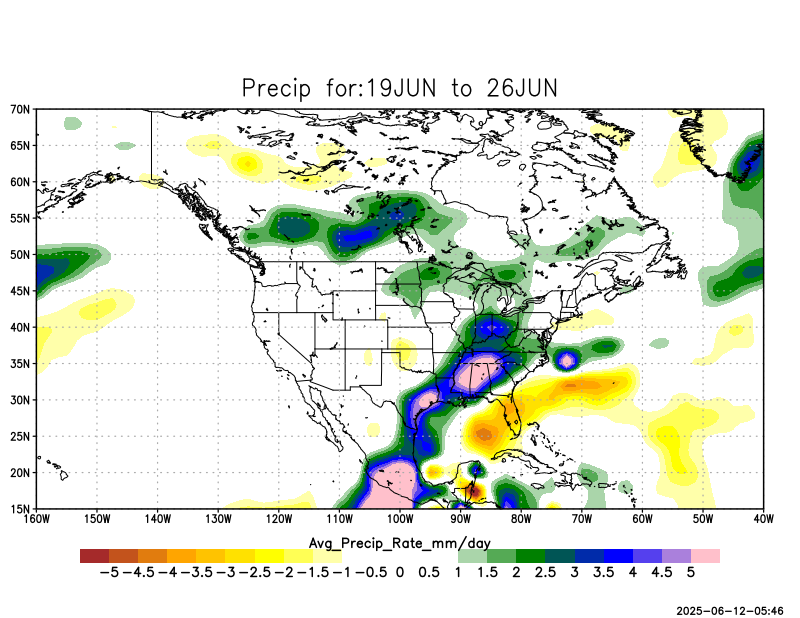 Precip for:19JUN to 26JUN
70N
65N
60N
55N
50N
45N
40N
35N
30N
25N
20N
15N
160W 150W 140W 130W 120W 110W 100W 90W 80W 70W 60W 50W 40W
Avg_Precip_Rate_mm/day
-5 -4.5 -4 -3.5 -3 -2.5 -2 -1.5 -1 -0.5 0 0.5 1 1.5 2 2.5 3 3.5 4 4.5 5
2025-06-12-05:46